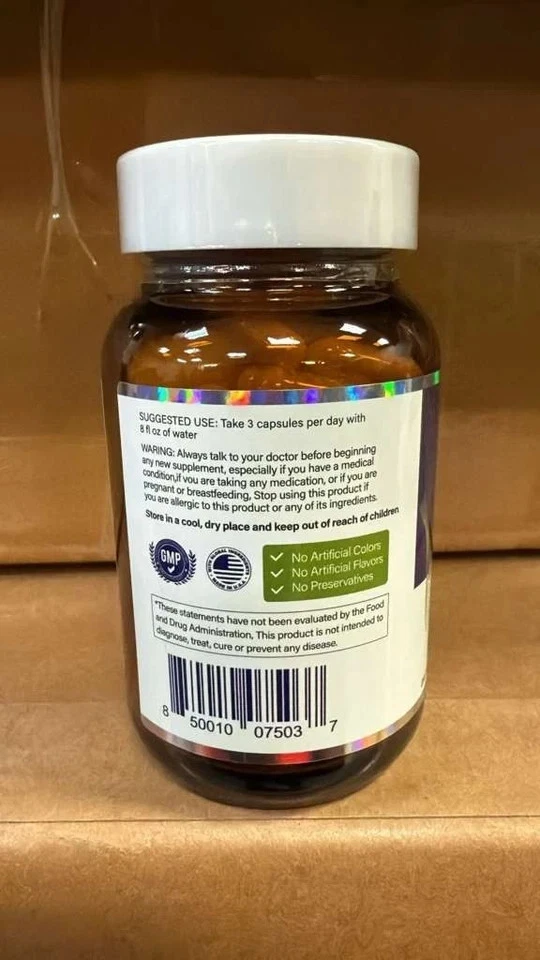 SUGGESTED USE: Take 3 capsules per day with
8 fl oz of water
WARING: Always talk to your doctor before beginning
any new supplement, especially if you have a medical
condition,if you are taking any medication, or if you are
pregnant or breastfeeding, Stop using this product if
you are allergic to this product or any of its ingredients.
Store in a cool, dry place and keep out of reach of children
GMP
MADE IN U.S.A.
No Artificial Colors
No Artificial Flavors
No Preservatives
*These statements have not been evaluated by the Food
and Drug Administration, This product is not intended to
diagnose, treat, cure or prevent any disease.
8 50010 07503 7